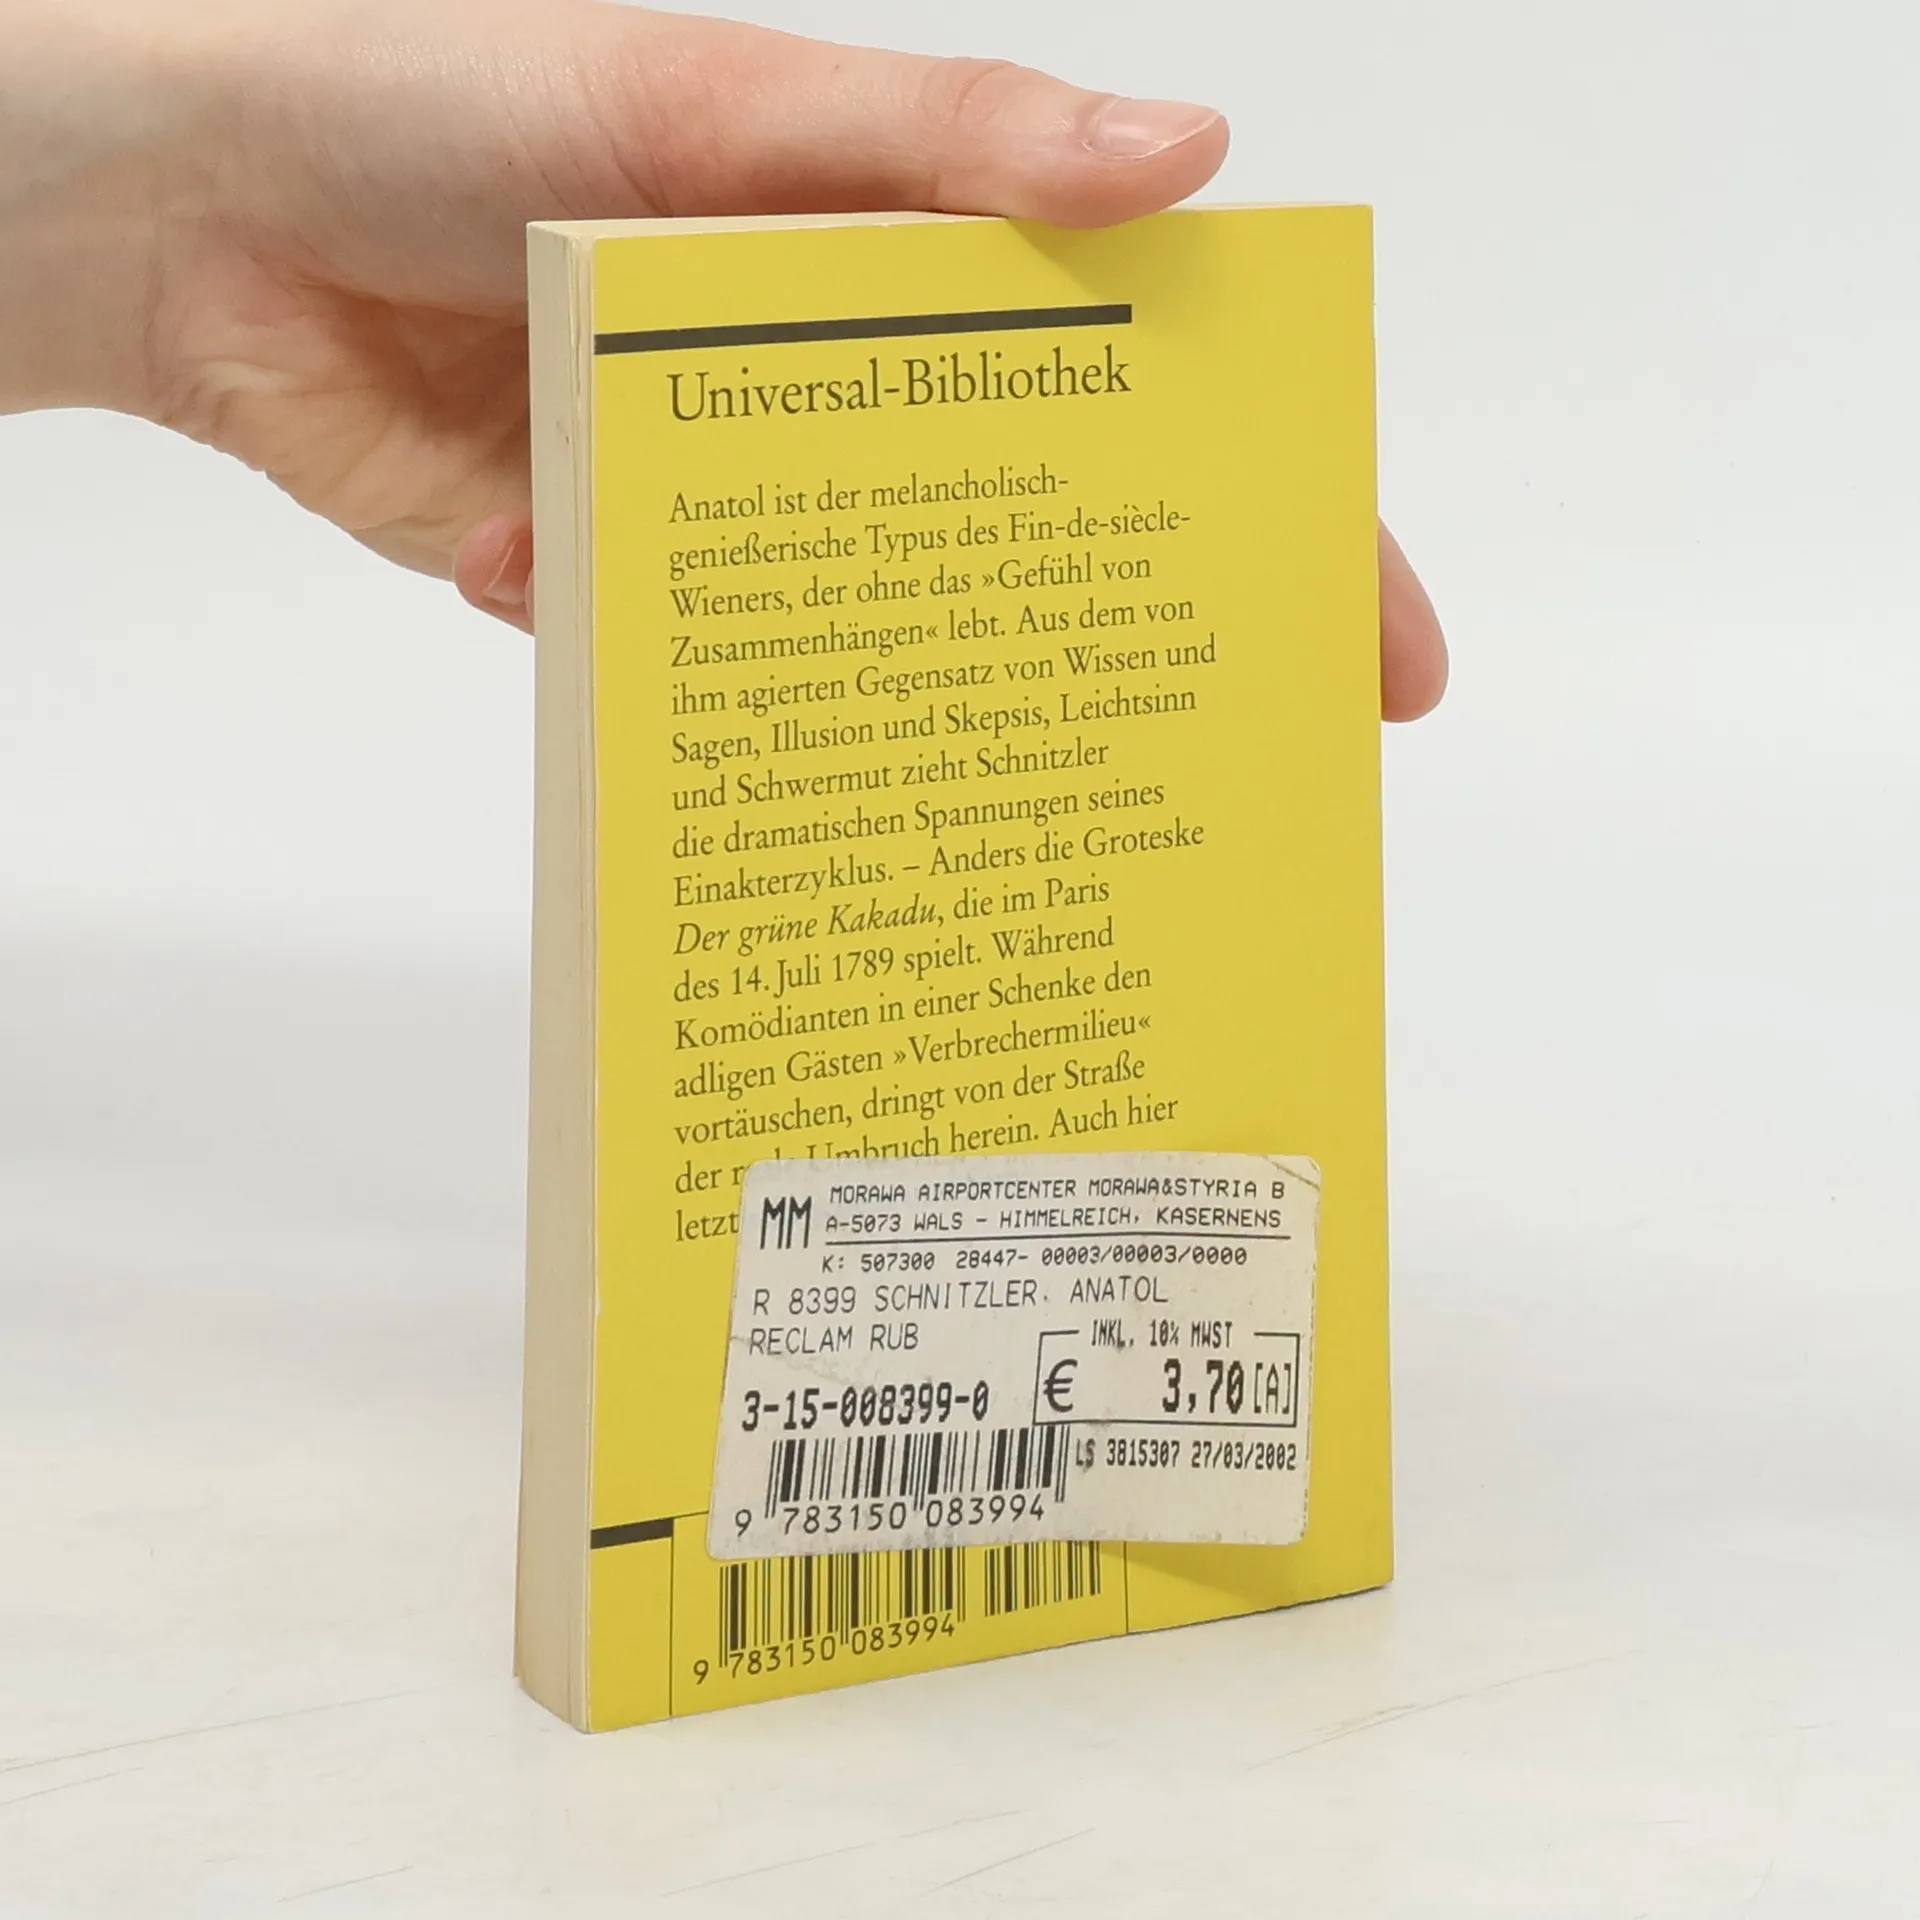 Universal-Bibliothek
Anatol ist der melancholisch-
genießerische Typus des Fin-de-siècle-
Wieners, der ohne das »Gefühl von
Zusammenhängen« lebt. Aus dem von
ihm agierten Gegensatz von Wissen und
Sagen, Illusion und Skepsis, Leichtsinn
und Schwermut zieht Schnitzler
die dramatischen Spannungen seines
Einakterzyklus. – Anders die Groteske
Der grüne Kakadu, die im Paris
des 14. Juli 1789 spielt. Während
Komödianten in einer Schenke den
adligen Gästen »Verbrechermilieu«
vortäuschen, dringt von der Straße
der Umbruch herein. Auch hier
letzt
MM
MORAWA AIRPORTCENTER MORAWA&STYRIA B
A-5073 WALS - HIMMELREICH, KASERNENS
K: 507300 28447- 00003/00003/0000
R 8399 SCHNITZLER. ANATOL
RECLAM RUB
INKL. 10% MWST
€ 3,70 [A]
3-15-008399-0
LS 3815307 27/03/2002
9 783150 083994
9 783150 083994